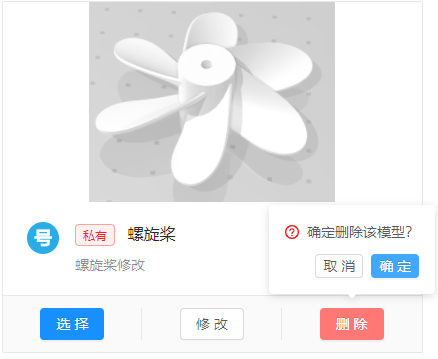 号
私有 螺旋桨
螺旋桨修改
确定删除该模型?
取 消 确 定
选 择 修 改 删 除